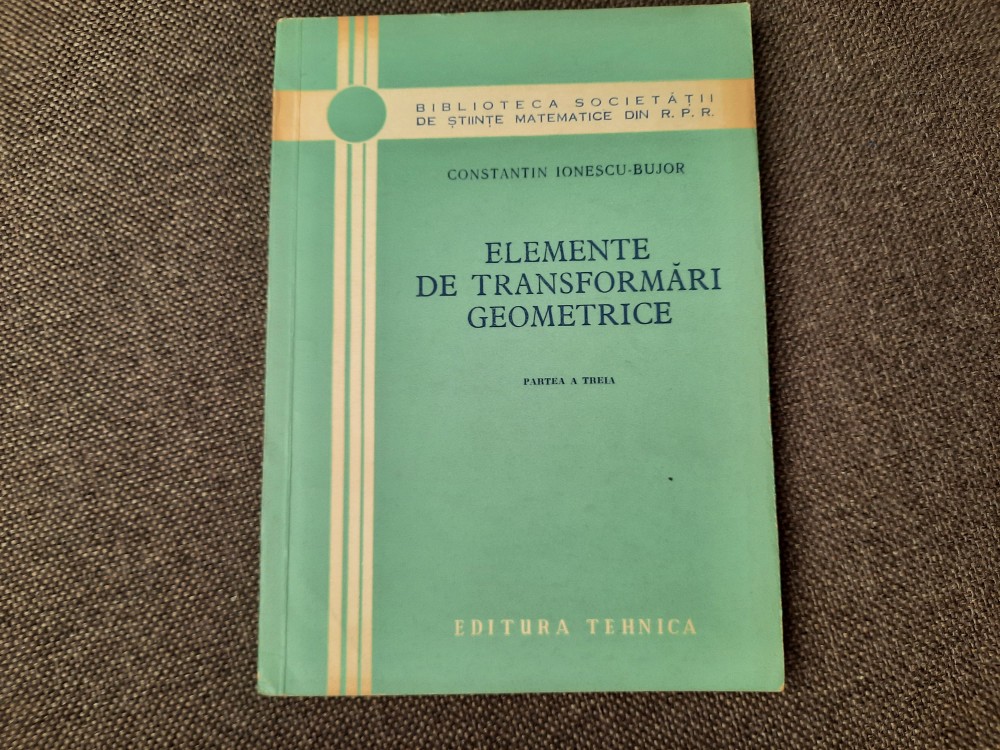 BIBLIOTECA SOCIETĂȚII
DE ȘTIINȚE MATEMATICE DIN R. P. R.
CONSTANTIN IONESCU-BUJOR
ELEMENTE
DE TRANSFORMĂRI
GEOMETRICE
PARTEA A TREIA
EDITURA TEHNICA